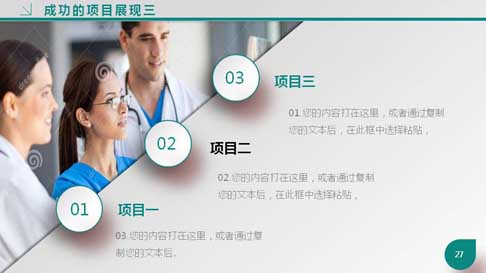 成功的项目展现三
03
项目三
01.您的内容打在这里，或者通过复制
您的文本后，在此框中选择粘贴，
02
项目二
02.您的内容打在这里，或者通过复制
您的文本后，在此框中选择粘贴，
01
项目一
03.您的内容打在这里，或者通过复
制您的文本后.
27